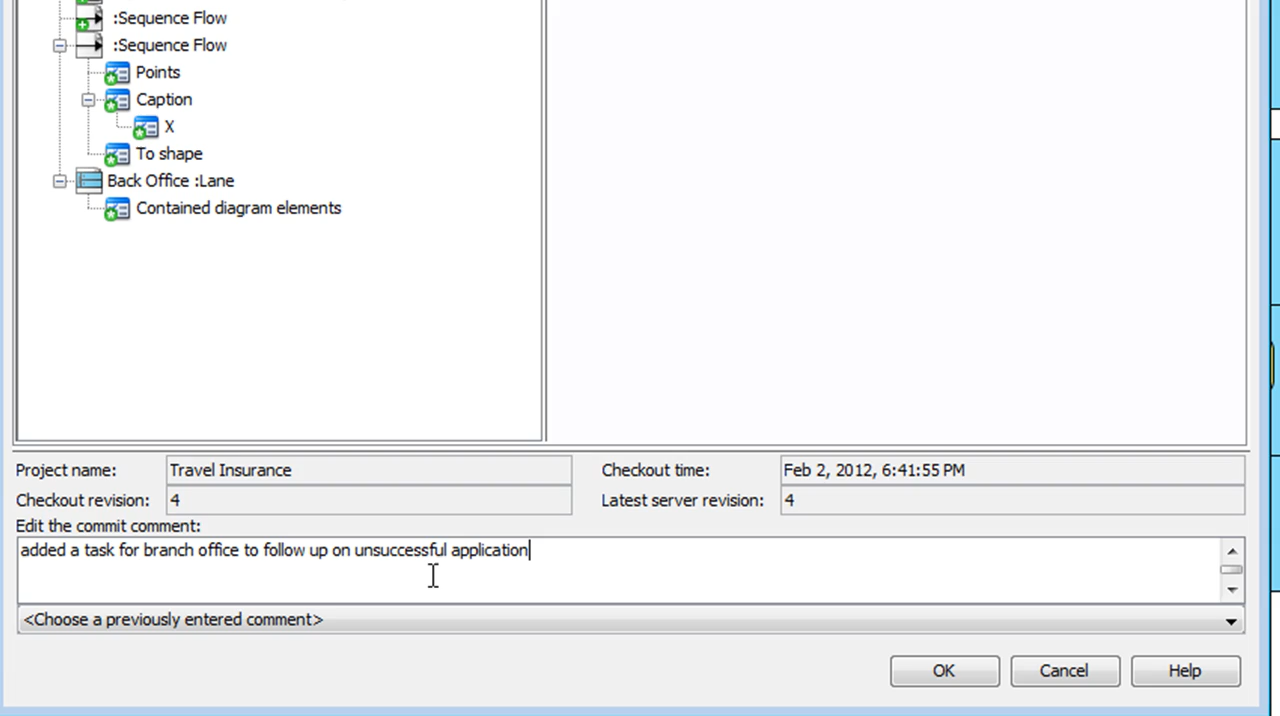 :Sequence Flow
:Sequence Flow
Points
Caption
X
To shape
Back Office :Lane
Contained diagram elements
Project name: Travel Insurance Checkout time: Feb 2, 2012, 6:41:55 PM
Checkout revision: 4 Latest server revision: 4
Edit the commit comment:
added a task for branch office to follow up on unsuccessful application
<Choose a previously entered comment>
OK Cancel Help